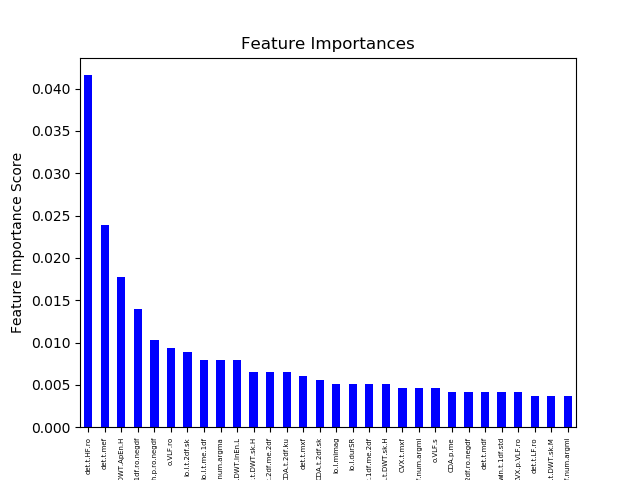 Feature Importances
Feature Importance Score
0.040
0.035
0.030
0.025
0.020
0.015
0.010
0.005
0.000
det.t.HF.ro
det.t.mef
DWT.ApEn.H
1df.ro.negdf
n.p.ro.negdf
o.VLF.ro
lo.l.t.2df.sk
lo.l.t.me.1df
num.argma
.DWT.InEn.L
.t.DWT.sk.H
.2df.me.2df
CDA.t.2df.ku
det.t.mxf
CDA.t.2df.sk
lo.l.mimag
lo.l.durSR
.1df.me.2df
.t.DWT.sk.H
CVX.t.mxf
.num.argmi
o.VLF.s
CDA.p.me
2df.ro.negdf
det.t.mdf
win.t.1df.std
VX.p.VLF.ro
det.t.LF.ro
.t.DWT.sk.M
.num.argmi